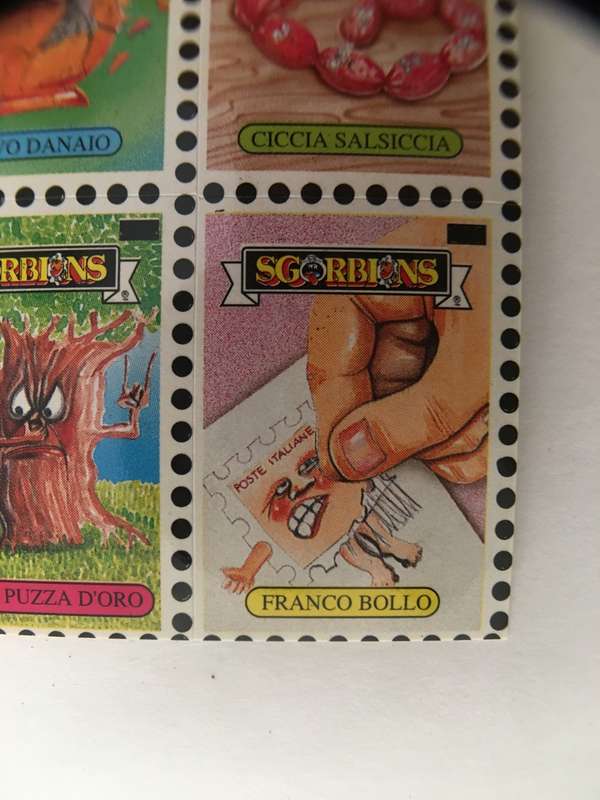 VO DANAIO
CICCIA SALSICCIA
RBIONS
®
PUZZA D'ORO
SGORBIONS
®
POSTE ITALIANE
FRANCO BOLLO